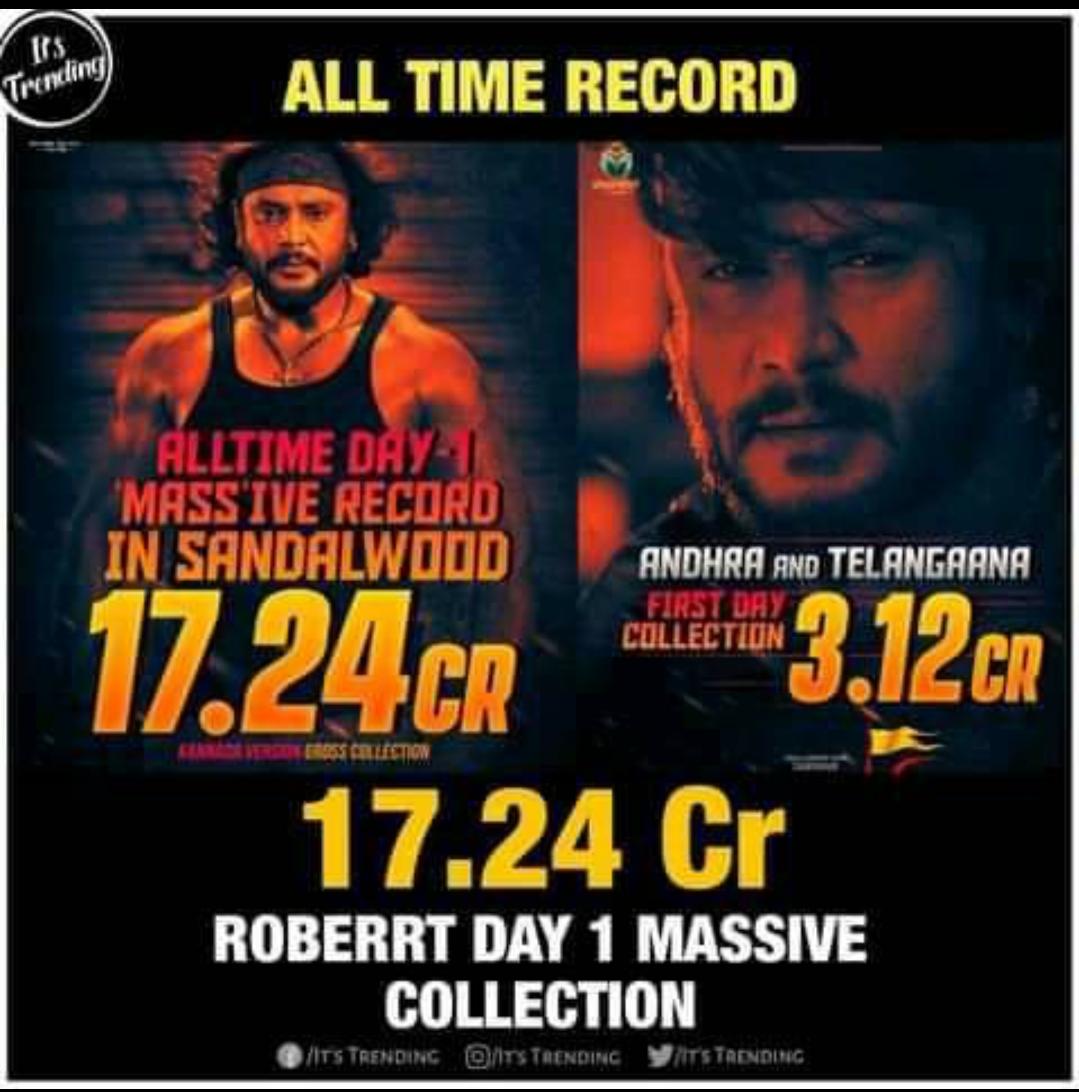 It's
Trending
ALL TIME RECORD
ALLTIME DAY-1
'MASS'IVE RECORD
IN SANDALWOOD
17.24CR
KANNADA VERSION GROSS COLLECTION
ANDHRA AND TELANGAANA
FIRST DAY
COLLECTION 3.12CR
17.24 Cr
ROBERRT DAY 1 MASSIVE
COLLECTION
/IT'S TRENDING /IT'S TRENDING /IT'S TRENDING